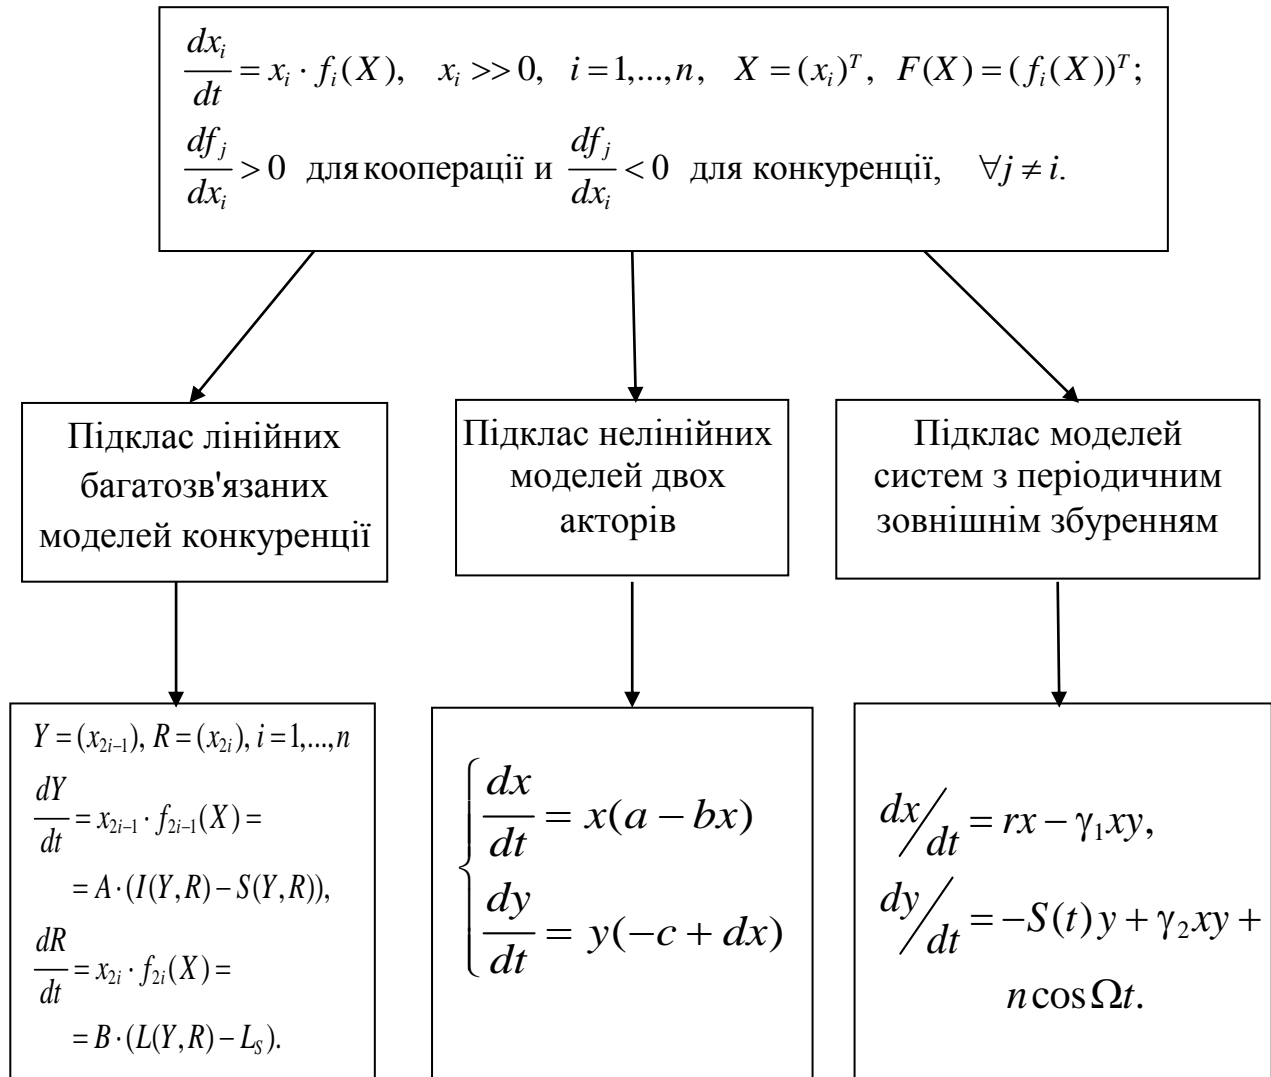 dx_i/dt = x_i · f_i(X), x_i >> 0, i = 1,...,n, X = (x_i)^T, F(X) = (f_i(X))^T;
df_j/dx_i > 0 для кооперації и df_j/dx_i < 0 для конкуренції, ∀j ≠ i.
Підклас лінійних
багатозв'язаних
моделей конкуренції
Підклас нелінійних
моделей двох
акторів
Підклас моделей
систем з періодичним
зовнішнім збуренням
Y = (x_{2i−1}), R = (x_{2i}), i = 1,...,n
dY/dt = x_{2i−1} · f_{2i−1}(X) =
= A · (I(Y,R) − S(Y,R)),
dR/dt = x_{2i} · f_{2i}(X) =
= B · (L(Y,R) − L_S).
dx/dt = x(a − bx)
dy/dt = y(−c + dx)
dx/dt = rx − γ₁xy,
dy/dt = −S(t)y + γ₂xy +
n cos Ωt.